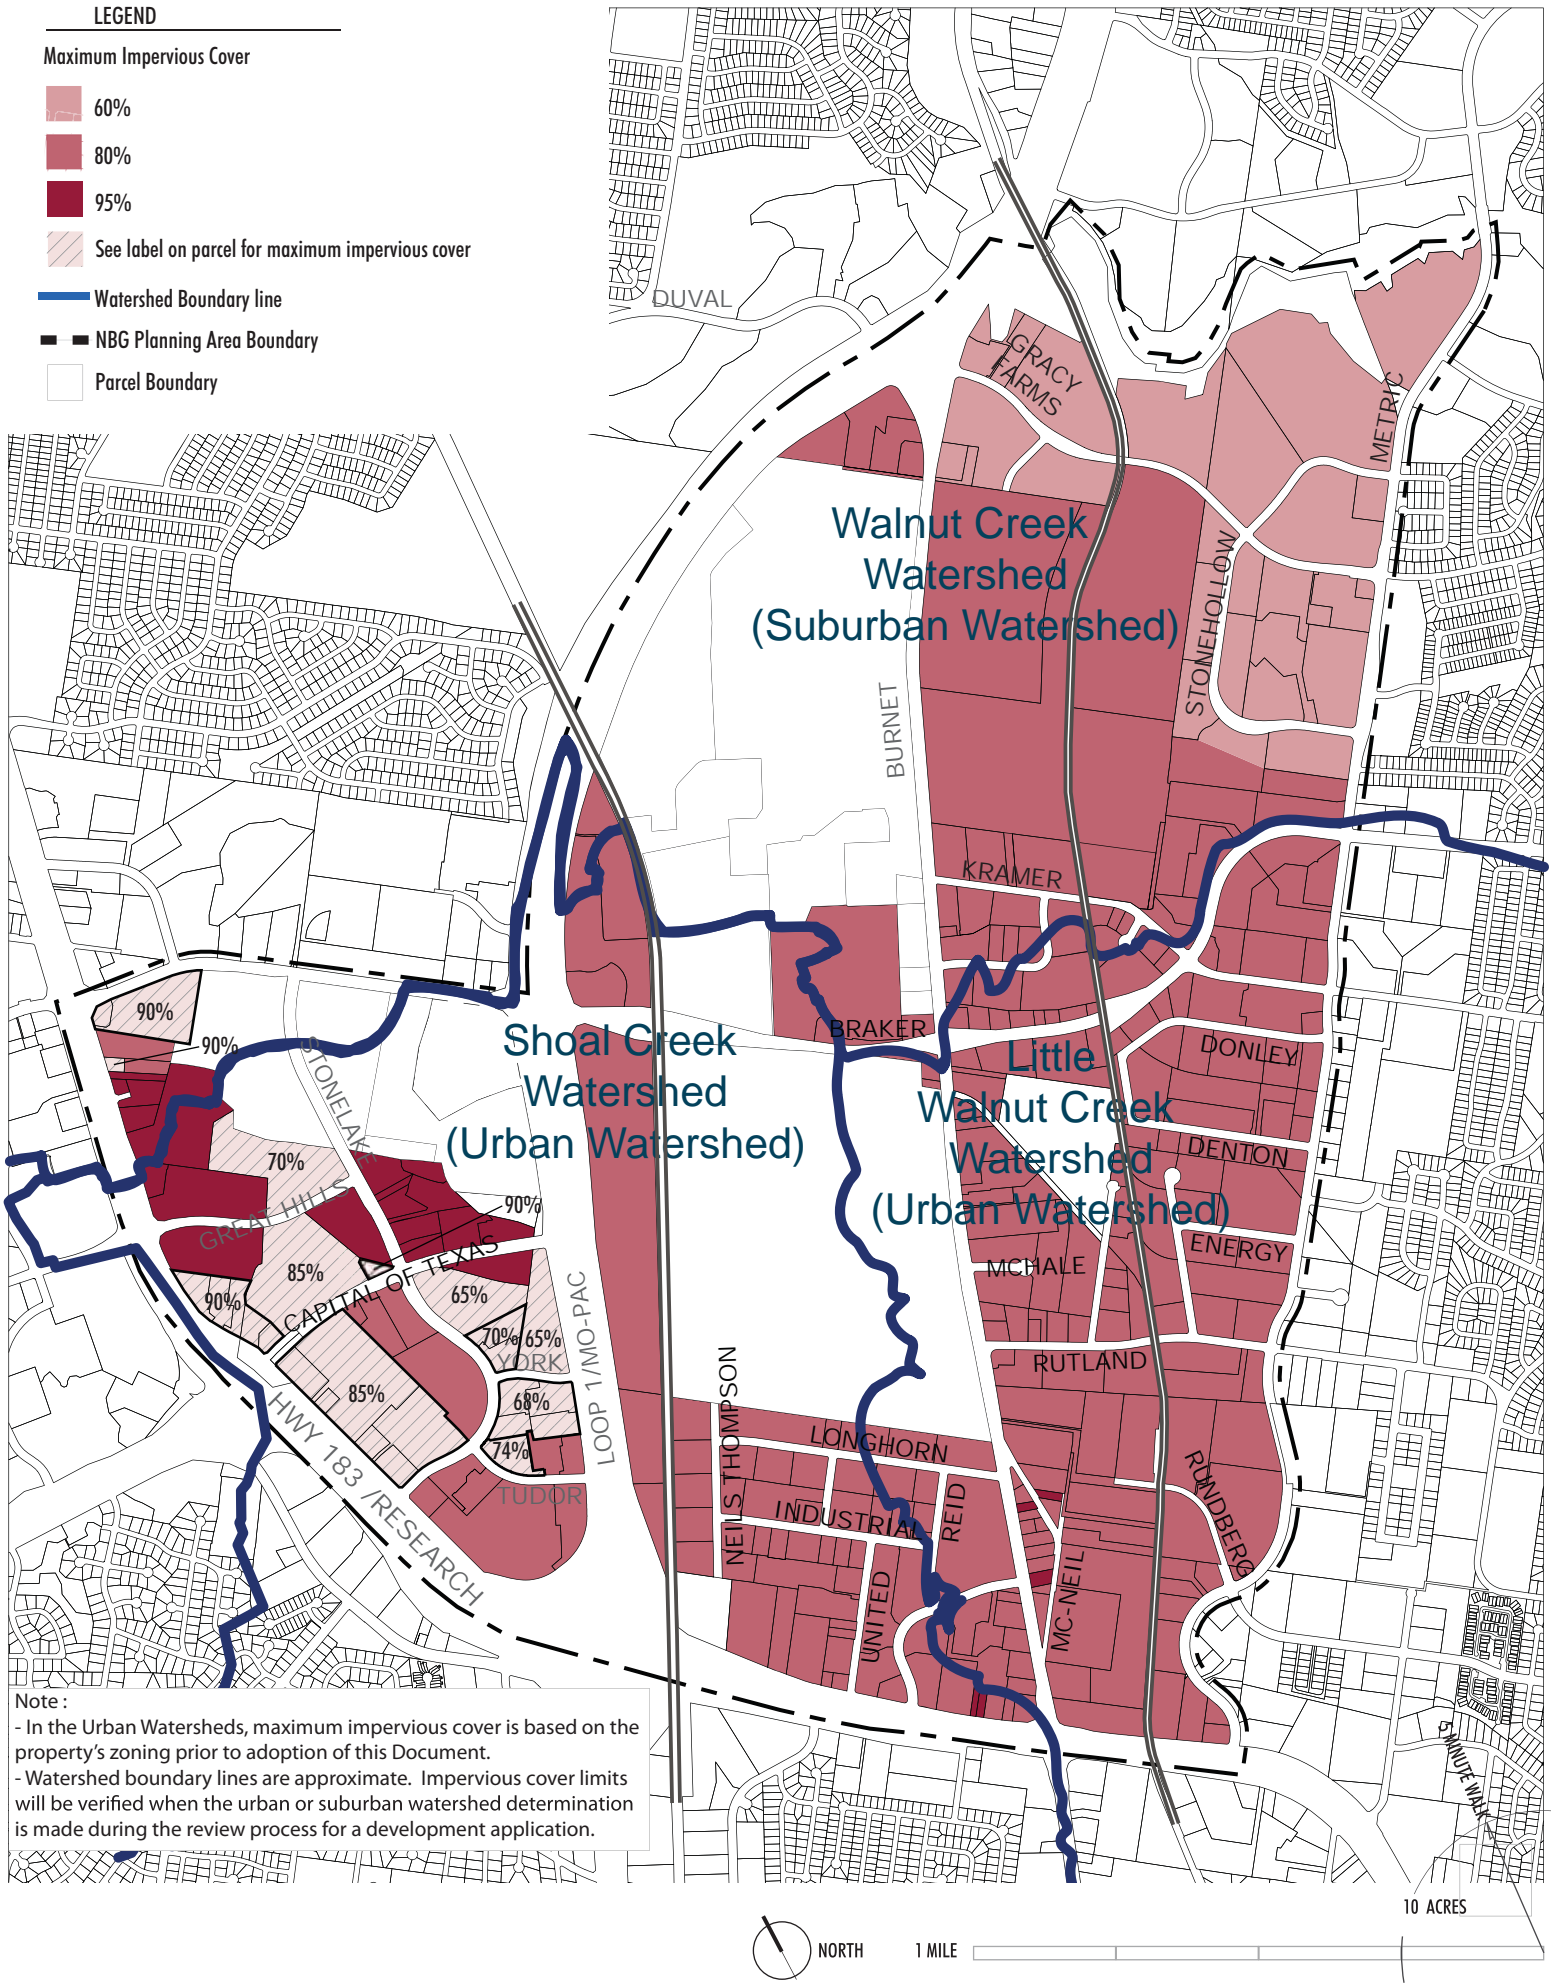 LEGEND
Maximum Impervious Cover
60%
80%
95%
See label on parcel for maximum impervious cover
Watershed Boundary line
NBG Planning Area Boundary
Parcel Boundary
DUVAL
GRACY
FARMS
METRIC
Walnut Creek
Watershed
(Suburban Watershed)
STONEHOLLOW
BURNET
KRAMER
90%
90%
STONELAKE
Shoal Creek
Watershed
(Urban Watershed)
BRAKER
Little
Walnut Creek
Watershed
(Urban Watershed)
DONLEY
DENTON
70%
GREAT HILLS
90%
ENERGY
MCHALE
85%
CAPITAL OF TEXAS
90%
65%
70%
65%
YORK
LOOP 1/MO-PAC
RUTLAND
85%
68%
74%
TUDOR
HWY 183 /RESEARCH
NEILS THOMPSON
LONGHORN
INDUSTRIAL
REID
UNITED
MC-NEIL
RUNDBERG
Note :
- In the Urban Watersheds, maximum impervious cover is based on the
property's zoning prior to adoption of this Document.
- Watershed boundary lines are approximate.  Impervious cover limits
will be verified when the urban or suburban watershed determination
is made during the review process for a development application.
5 MINUTE WALK
10 ACRES
NORTH
1 MILE